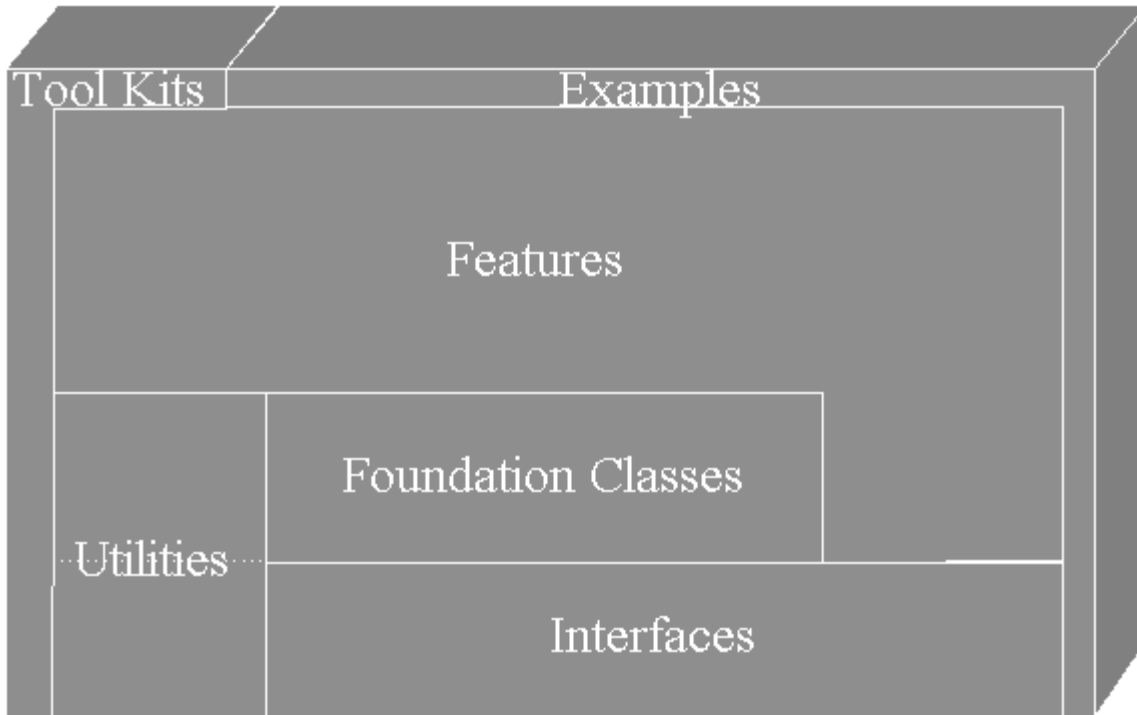 Tool Kits
Examples
Features
Foundation Classes
Utilities
Interfaces